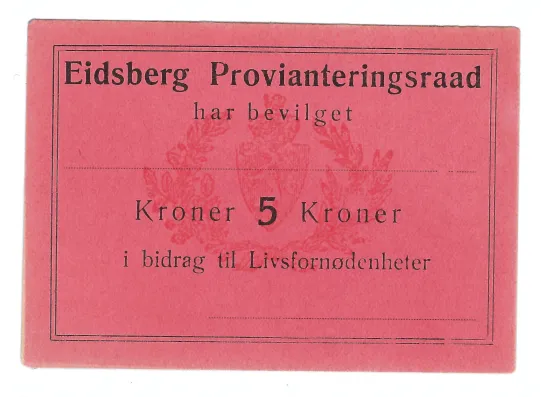 Eidsberg Provianteringsraad
har bevilget
Kroner 5 Kroner
i bidrag til Livsfornødenheter